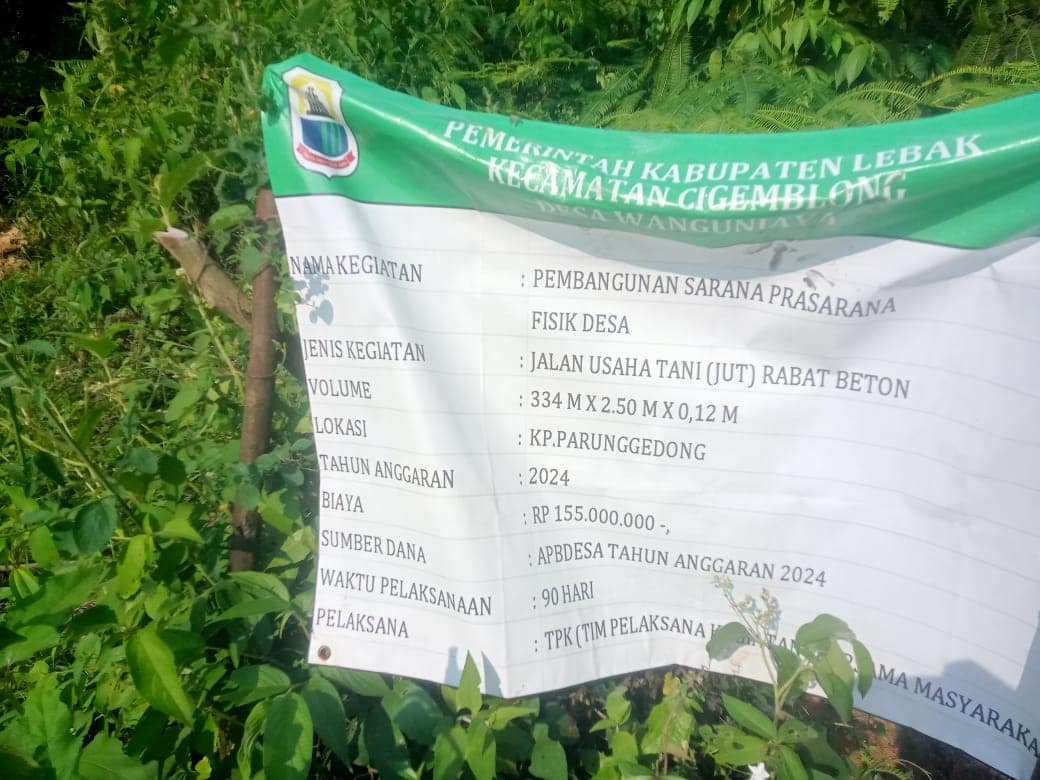 PEMERINTAH KABUPATEN LEBAK
KECAMATAN CIGEMBLONG
DESA WANGUNJAYA
NAMA KEGIATAN : PEMBANGUNAN SARANA PRASARANA
FISIK DESA
JENIS KEGIATAN : JALAN USAHA TANI (JUT) RABAT BETON
VOLUME : 334 M X 2.50 M X 0,12 M
LOKASI : KP.PARUNGGEDONG
TAHUN ANGGARAN : 2024
BIAYA : RP 155.000.000 -,
SUMBER DANA : APBDESA TAHUN ANGGARAN 2024
WAKTU PELAKSANAAN : 90 HARI
PELAKSANA : TPK (TIM PELAKSANA MASYARAKA